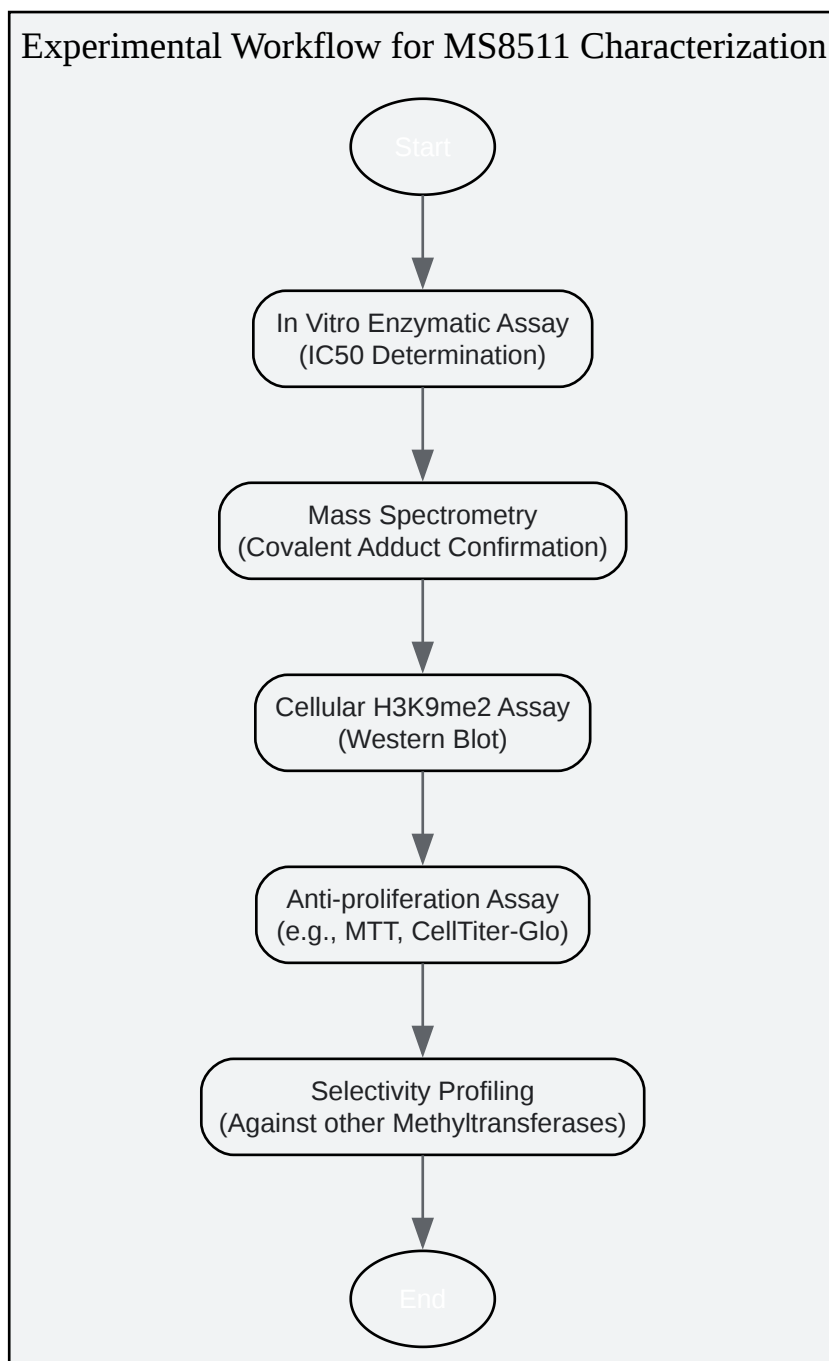 Experimental Workflow for MS8511 Characterization
Start
In Vitro Enzymatic Assay
(IC50 Determination)
Mass Spectrometry
(Covalent Adduct Confirmation)
Cellular H3K9me2 Assay
(Western Blot)
Anti-proliferation Assay
(e.g., MTT, CellTiter-Glo)
Selectivity Profiling
(Against other Methyltransferases)
End